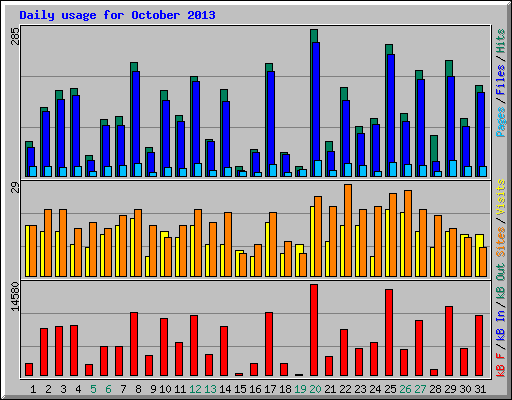 Daily usage for October 2013
285
Pages / Files / Hits
29
Sites / Visits
14580
kB F / kB In / kB Out
1 2 3 4 5 6 7 8 9 10 11 12 13 14 15 16 17 18 19 20 21 22 23 24 25 26 27 28 29 30 31